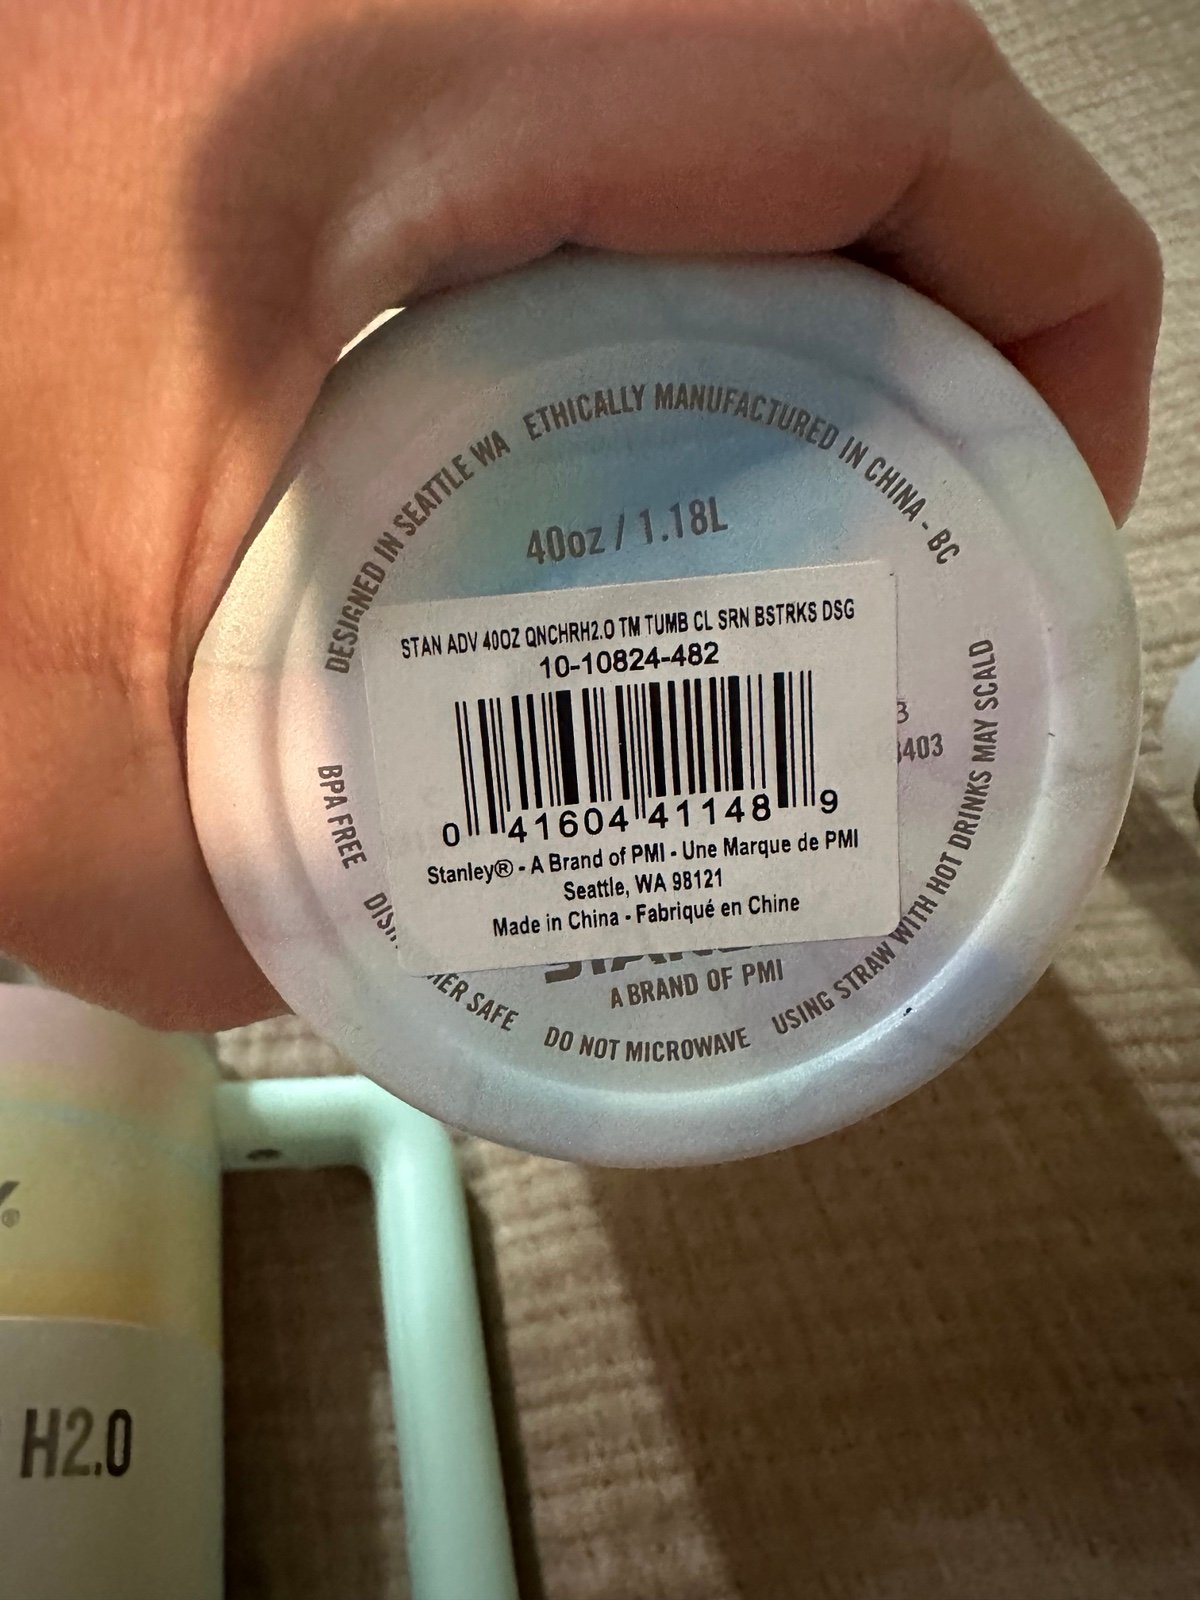 DESIGNED IN SEATTLE WA ETHICALLY MANUFACTURED IN CHINA - BC
40oz / 1.18L
STAN ADV 40OZ QNCHRH2.O TM TUMB CL SRN BSTRKS DSG
10-10824-482
0 41604 41148 9
Stanley® - A Brand of PMI - Une Marque de PMI
Seattle, WA 98121
Made in China - Fabriqué en Chine
3403
A BRAND OF PMI
BPA FREE
SAFE
DO NOT MICROWAVE
USING STRAW WITH HOT DRINKS MAY SCALD
H2.0